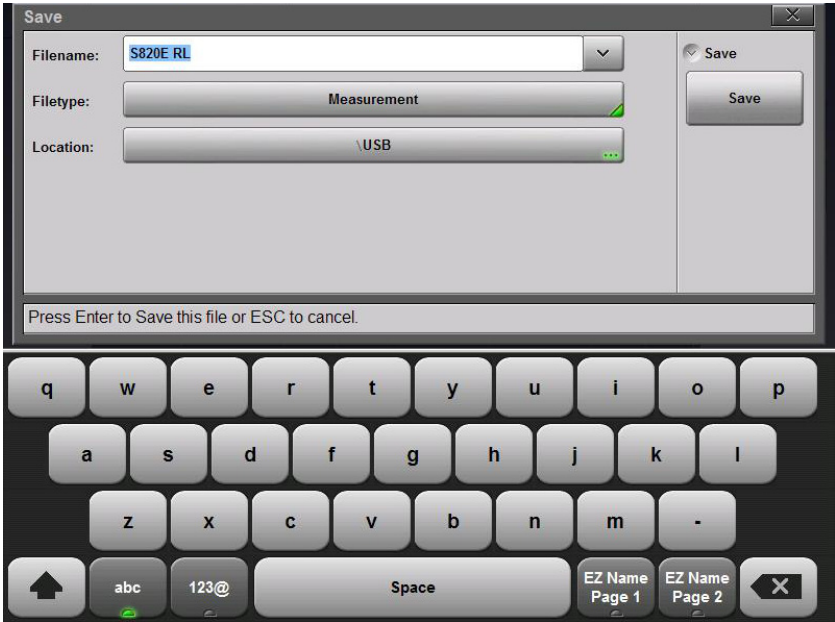 Save
Filename: S820E RL
Save
Filetype: Measurement
Save
Location: \USB
Press Enter to Save this file or ESC to cancel.
q w e r t y u i o p
a s d f g h j k l
z x c v b n m -
abc 123@ Space EZ Name Page 1 EZ Name Page 2